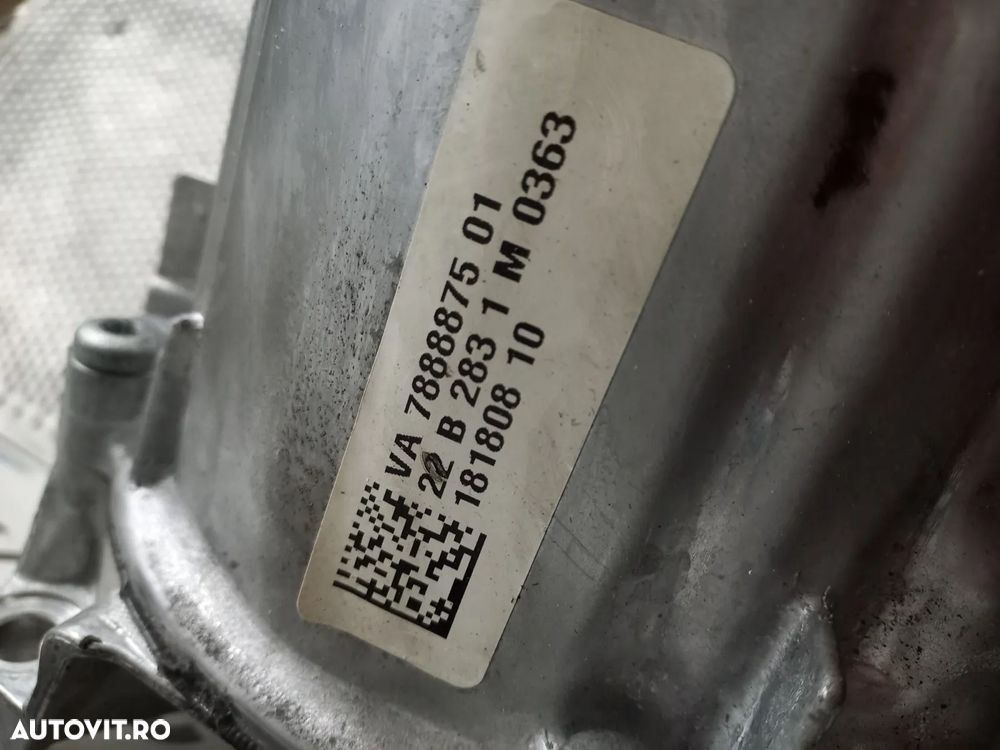 VA 7888875 01
22 B 283 1 M 0363
181808 10
AUTOVIT.RO